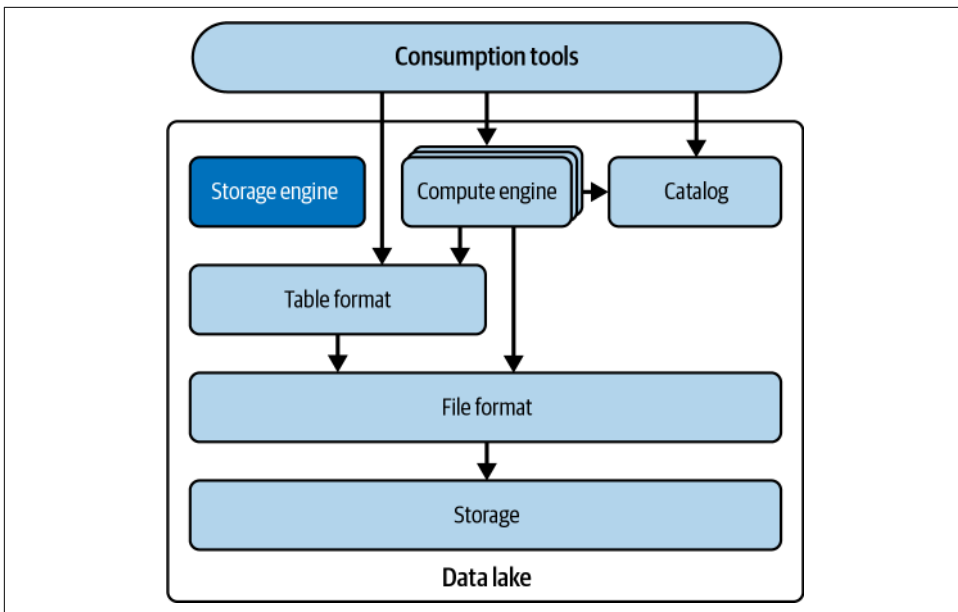 Consumption tools
Storage engine
Compute engine
Catalog
Table format
File format
Storage
Data lake